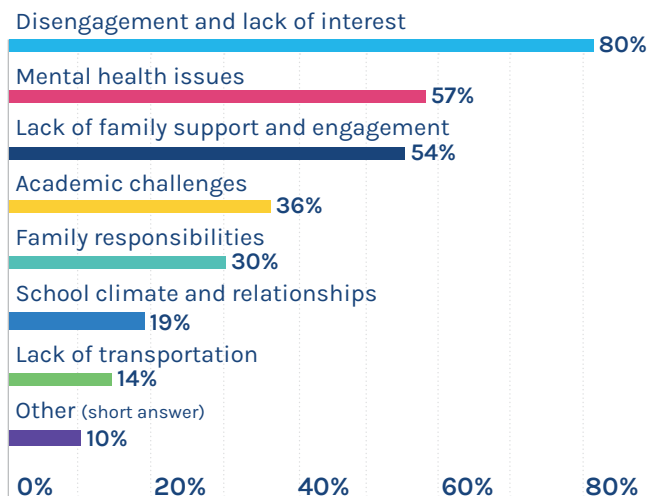 Disengagement and lack of interest
80%
Mental health issues
57%
Lack of family support and engagement
54%
Academic challenges
36%
Family responsibilities
30%
School climate and relationships
19%
Lack of transportation
14%
Other (short answer)
10%
0% 20% 40% 60% 80%